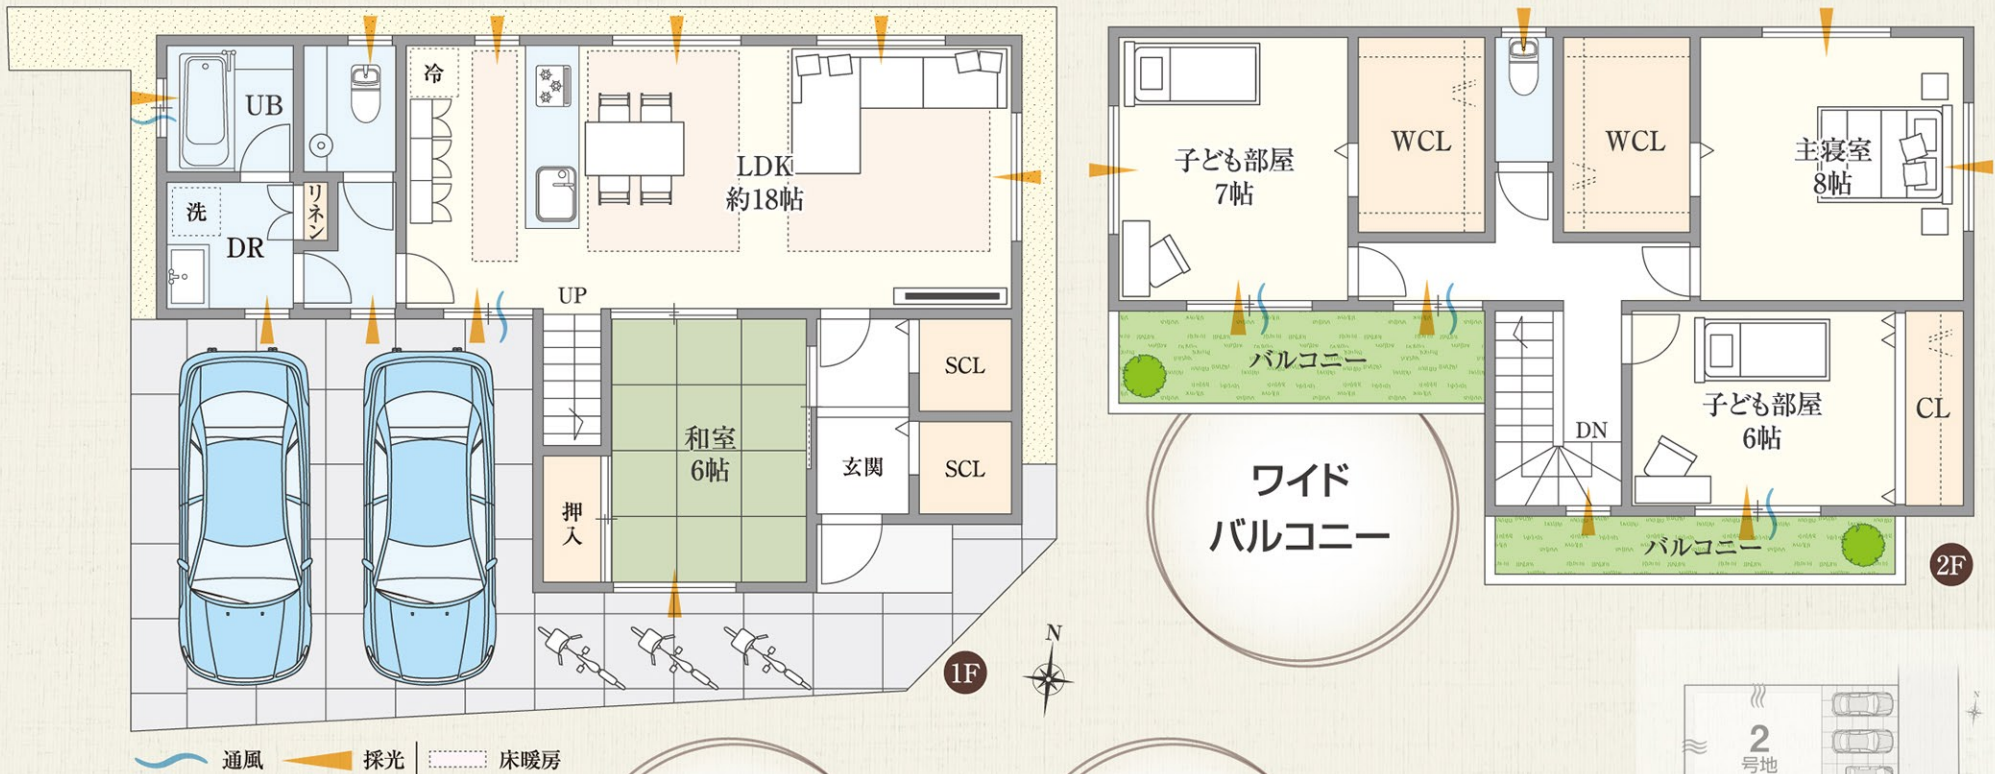 UB
冷
洗
リネン
DR
LDK
約18帖
UP
和室
6帖
押入
玄関
SCL
SCL
N
1F
通風
採光
床暖房
子ども部屋
7帖
WCL
WCL
主寝室
8帖
バルコニー
DN
子ども部屋
6帖
CL
バルコニー
ワイド
バルコニー
2F
N
2
号地